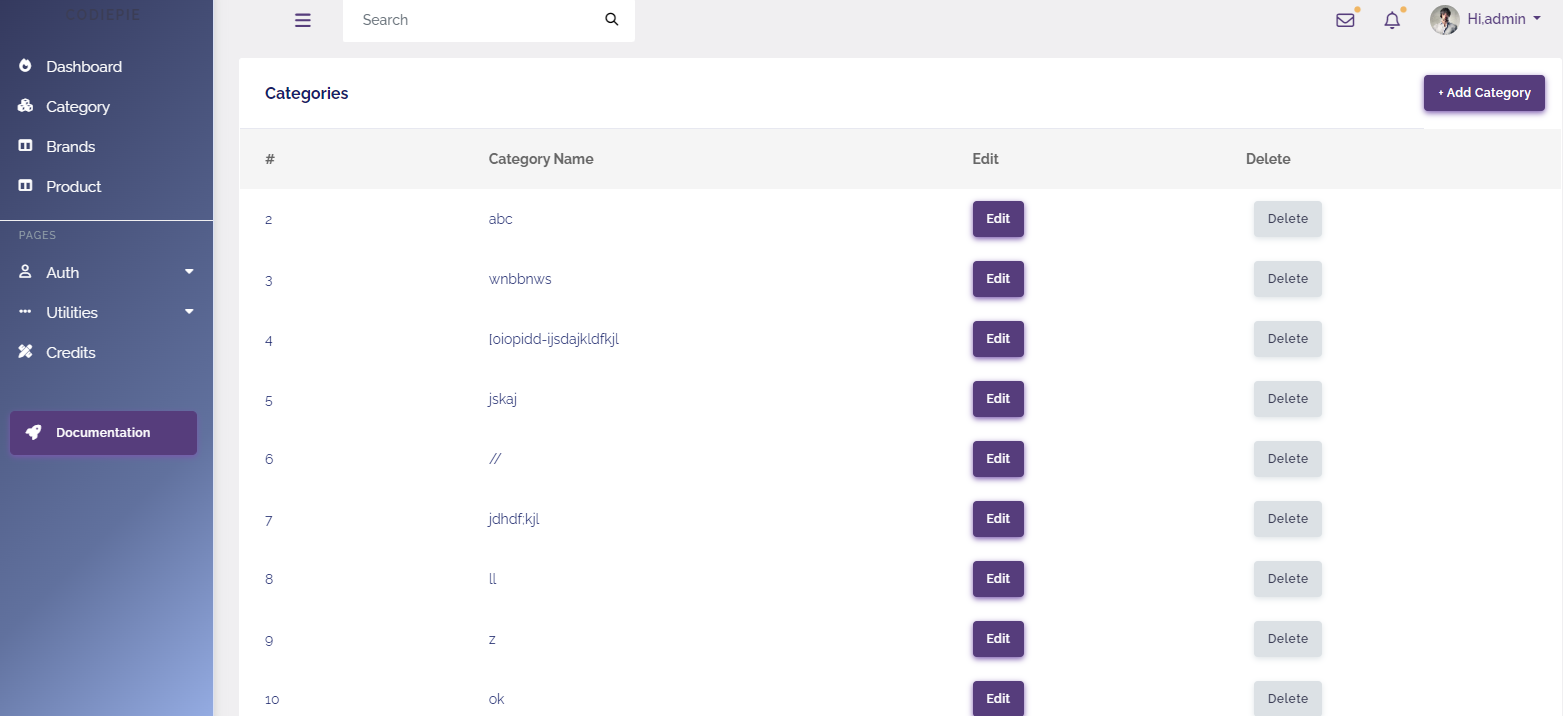 CODIEPIE
Search
Hi,admin
Dashboard
Category
Brands
Product
PAGES
Auth
Utilities
Credits
Documentation
Categories
+ Add Category
# Category Name Edit Delete
2 abc Edit Delete
3 wnbbnws Edit Delete
4 [oiopidd-ijsdajkldfkjl Edit Delete
5 jskaj Edit Delete
6 // Edit Delete
7 jdhdf;kjl Edit Delete
8 ll Edit Delete
9 z Edit Delete
10 ok Edit Delete